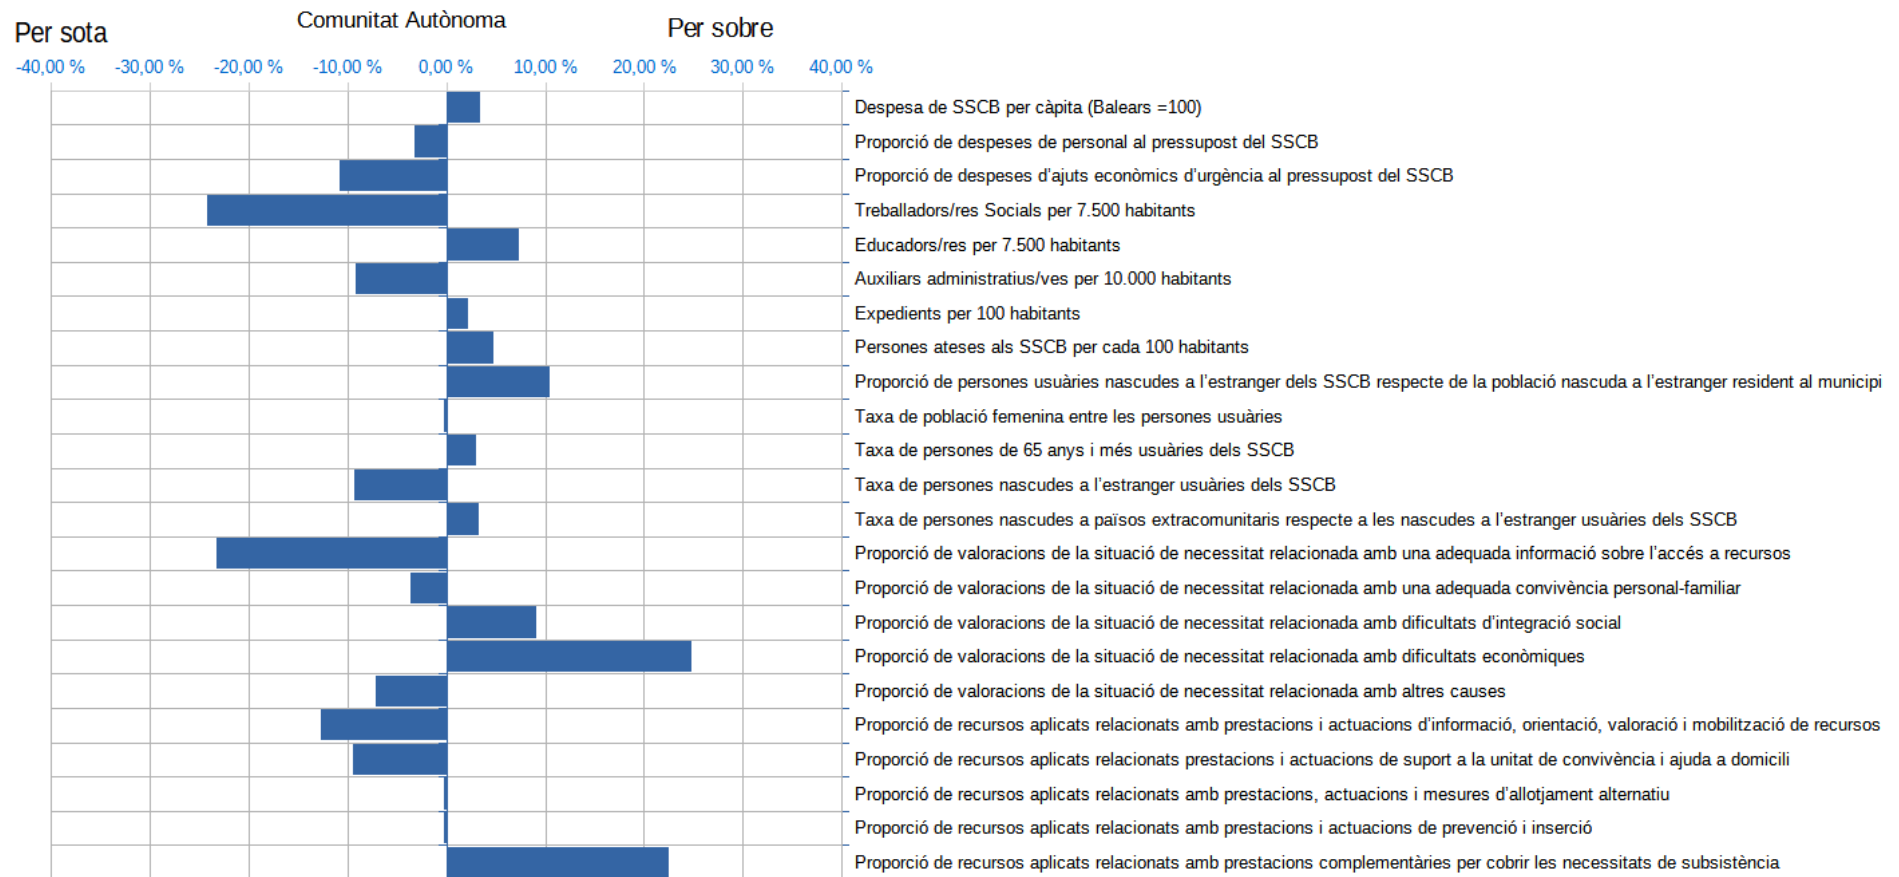 Comunitat Autònoma
Per sota
Per sobre
-40,00 % -30,00 % -20,00 % -10,00 % 0,00 % 10,00 % 20,00 % 30,00 % 40,00 %
Despesa de SSCB per càpita (Balears =100)
Proporció de despeses de personal al pressupost del SSCB
Proporció de despeses d’ajuts econòmics d’urgència al pressupost del SSCB
Treballadors/res Socials per 7.500 habitants
Educadors/res per 7.500 habitants
Auxiliars administratius/ves per 10.000 habitants
Expedients per 100 habitants
Persones ateses als SSCB per cada 100 habitants
Proporció de persones usuàries nascudes a l’estranger dels SSCB respecte de la població nascuda a l’estranger resident al municipi
Taxa de població femenina entre les persones usuàries
Taxa de persones de 65 anys i més usuàries dels SSCB
Taxa de persones nascudes a l’estranger usuàries dels SSCB
Taxa de persones nascudes a països extracomunitaris respecte a les nascudes a l’estranger usuàries dels SSCB
Proporció de valoracions de la situació de necessitat relacionada amb una adequada informació sobre l’accés a recursos
Proporció de valoracions de la situació de necessitat relacionada amb una adequada convivència personal-familiar
Proporció de valoracions de la situació de necessitat relacionada amb dificultats d’integració social
Proporció de valoracions de la situació de necessitat relacionada amb dificultats econòmiques
Proporció de valoracions de la situació de necessitat relacionada amb altres causes
Proporció de recursos aplicats relacionats amb prestacions i actuacions d’informació, orientació, valoració i mobilització de recursos
Proporció de recursos aplicats relacionats prestacions i actuacions de suport a la unitat de convivència i ajuda a domicili
Proporció de recursos aplicats relacionats amb prestacions, actuacions i mesures d’allotjament alternatiu
Proporció de recursos aplicats relacionats amb prestacions i actuacions de prevenció i inserció
Proporció de recursos aplicats relacionats amb prestacions complementàries per cobrir les necessitats de subsistència